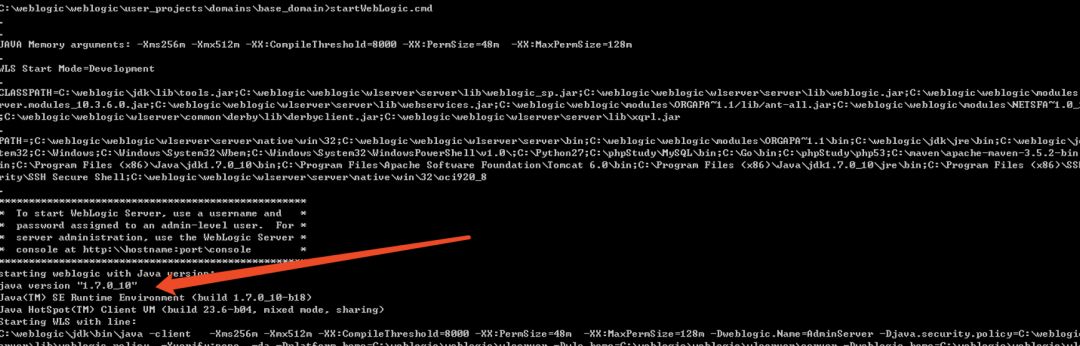 C:\weblogic\weblogic\user_projects\domains\base_domain>startWebLogic.cmd
.
.
JAVA Memory arguments: -Xms256m -Xmx512m -XX:CompileThreshold=8000 -XX:PermSize=48m  -XX:MaxPermSize=128m
.
WLS Start Mode=Development
.
CLASSPATH=C:\weblogic\jdk\lib\tools.jar;C:\weblogic\weblogic\wlserver\server\lib\weblogic_sp.jar;C:\weblogic\weblogic\wlserver\server\lib\weblogic.jar;C:\weblogic\weblogic\modules
rver.modules_10.3.6.0.jar;C:\weblogic\weblogic\wlserver\server\lib\webservices.jar;C:\weblogic\weblogic\modules\ORGAPA~1.1/lib/ant-all.jar;C:\weblogic\weblogic\modules\NETSFA~1.0_
;C:\weblogic\weblogic\wlserver\common\derby\lib\derbyclient.jar;C:\weblogic\weblogic\wlserver\server\lib\xqrl.jar
.
PATH=;C:\weblogic\weblogic\wlserver\server\native\win\32;C:\weblogic\weblogic\wlserver\server\bin;C:\weblogic\weblogic\modules\ORGAPA~1.1\bin;C:\weblogic\jdk\jre\bin;C:\weblogic\j
tem32;C:\Windows;C:\Windows\System32\Wbem;C:\Windows\System32\WindowsPowerShell\v1.0\;C:\Python27;C:\phpStudy\MySQL\bin;C:\Go\bin;C:\phpStudy\php53;C:\maven\apache-maven-3.5.2-bin
in;C:\Program Files (x86)\Java\jdk1.7.0_10\bin;C:\Program Files\Apache Software Foundation\Tomcat 6.0\bin;C:\Program Files (x86)\Java\jdk1.7.0_10\jre\bin;C:\Program Files (x86)\SS
rity\SSH Secure Shell;C:\weblogic\weblogic\wlserver\server\native\win\32\oci920_8
.
***************************************************
*  To start WebLogic Server, use a username and   *
*  password assigned to an admin-level user.  For *
*  server administration, use the WebLogic Server *
*  console at http:\\hostname:port\console        *
***************************************************
starting weblogic with Java version:
java version "1.7.0_10"
Java(TM) SE Runtime Environment (build 1.7.0_10-b18)
Java HotSpot(TM) Client VM (build 23.6-b04, mixed mode, sharing)
Starting WLS with line:
C:\weblogic\jdk\bin\java -client   -Xms256m -Xmx512m -XX:CompileThreshold=8000 -XX:PermSize=48m  -XX:MaxPermSize=128m -Dweblogic.Name=AdminServer -Djava.security.policy=C:\weblogic